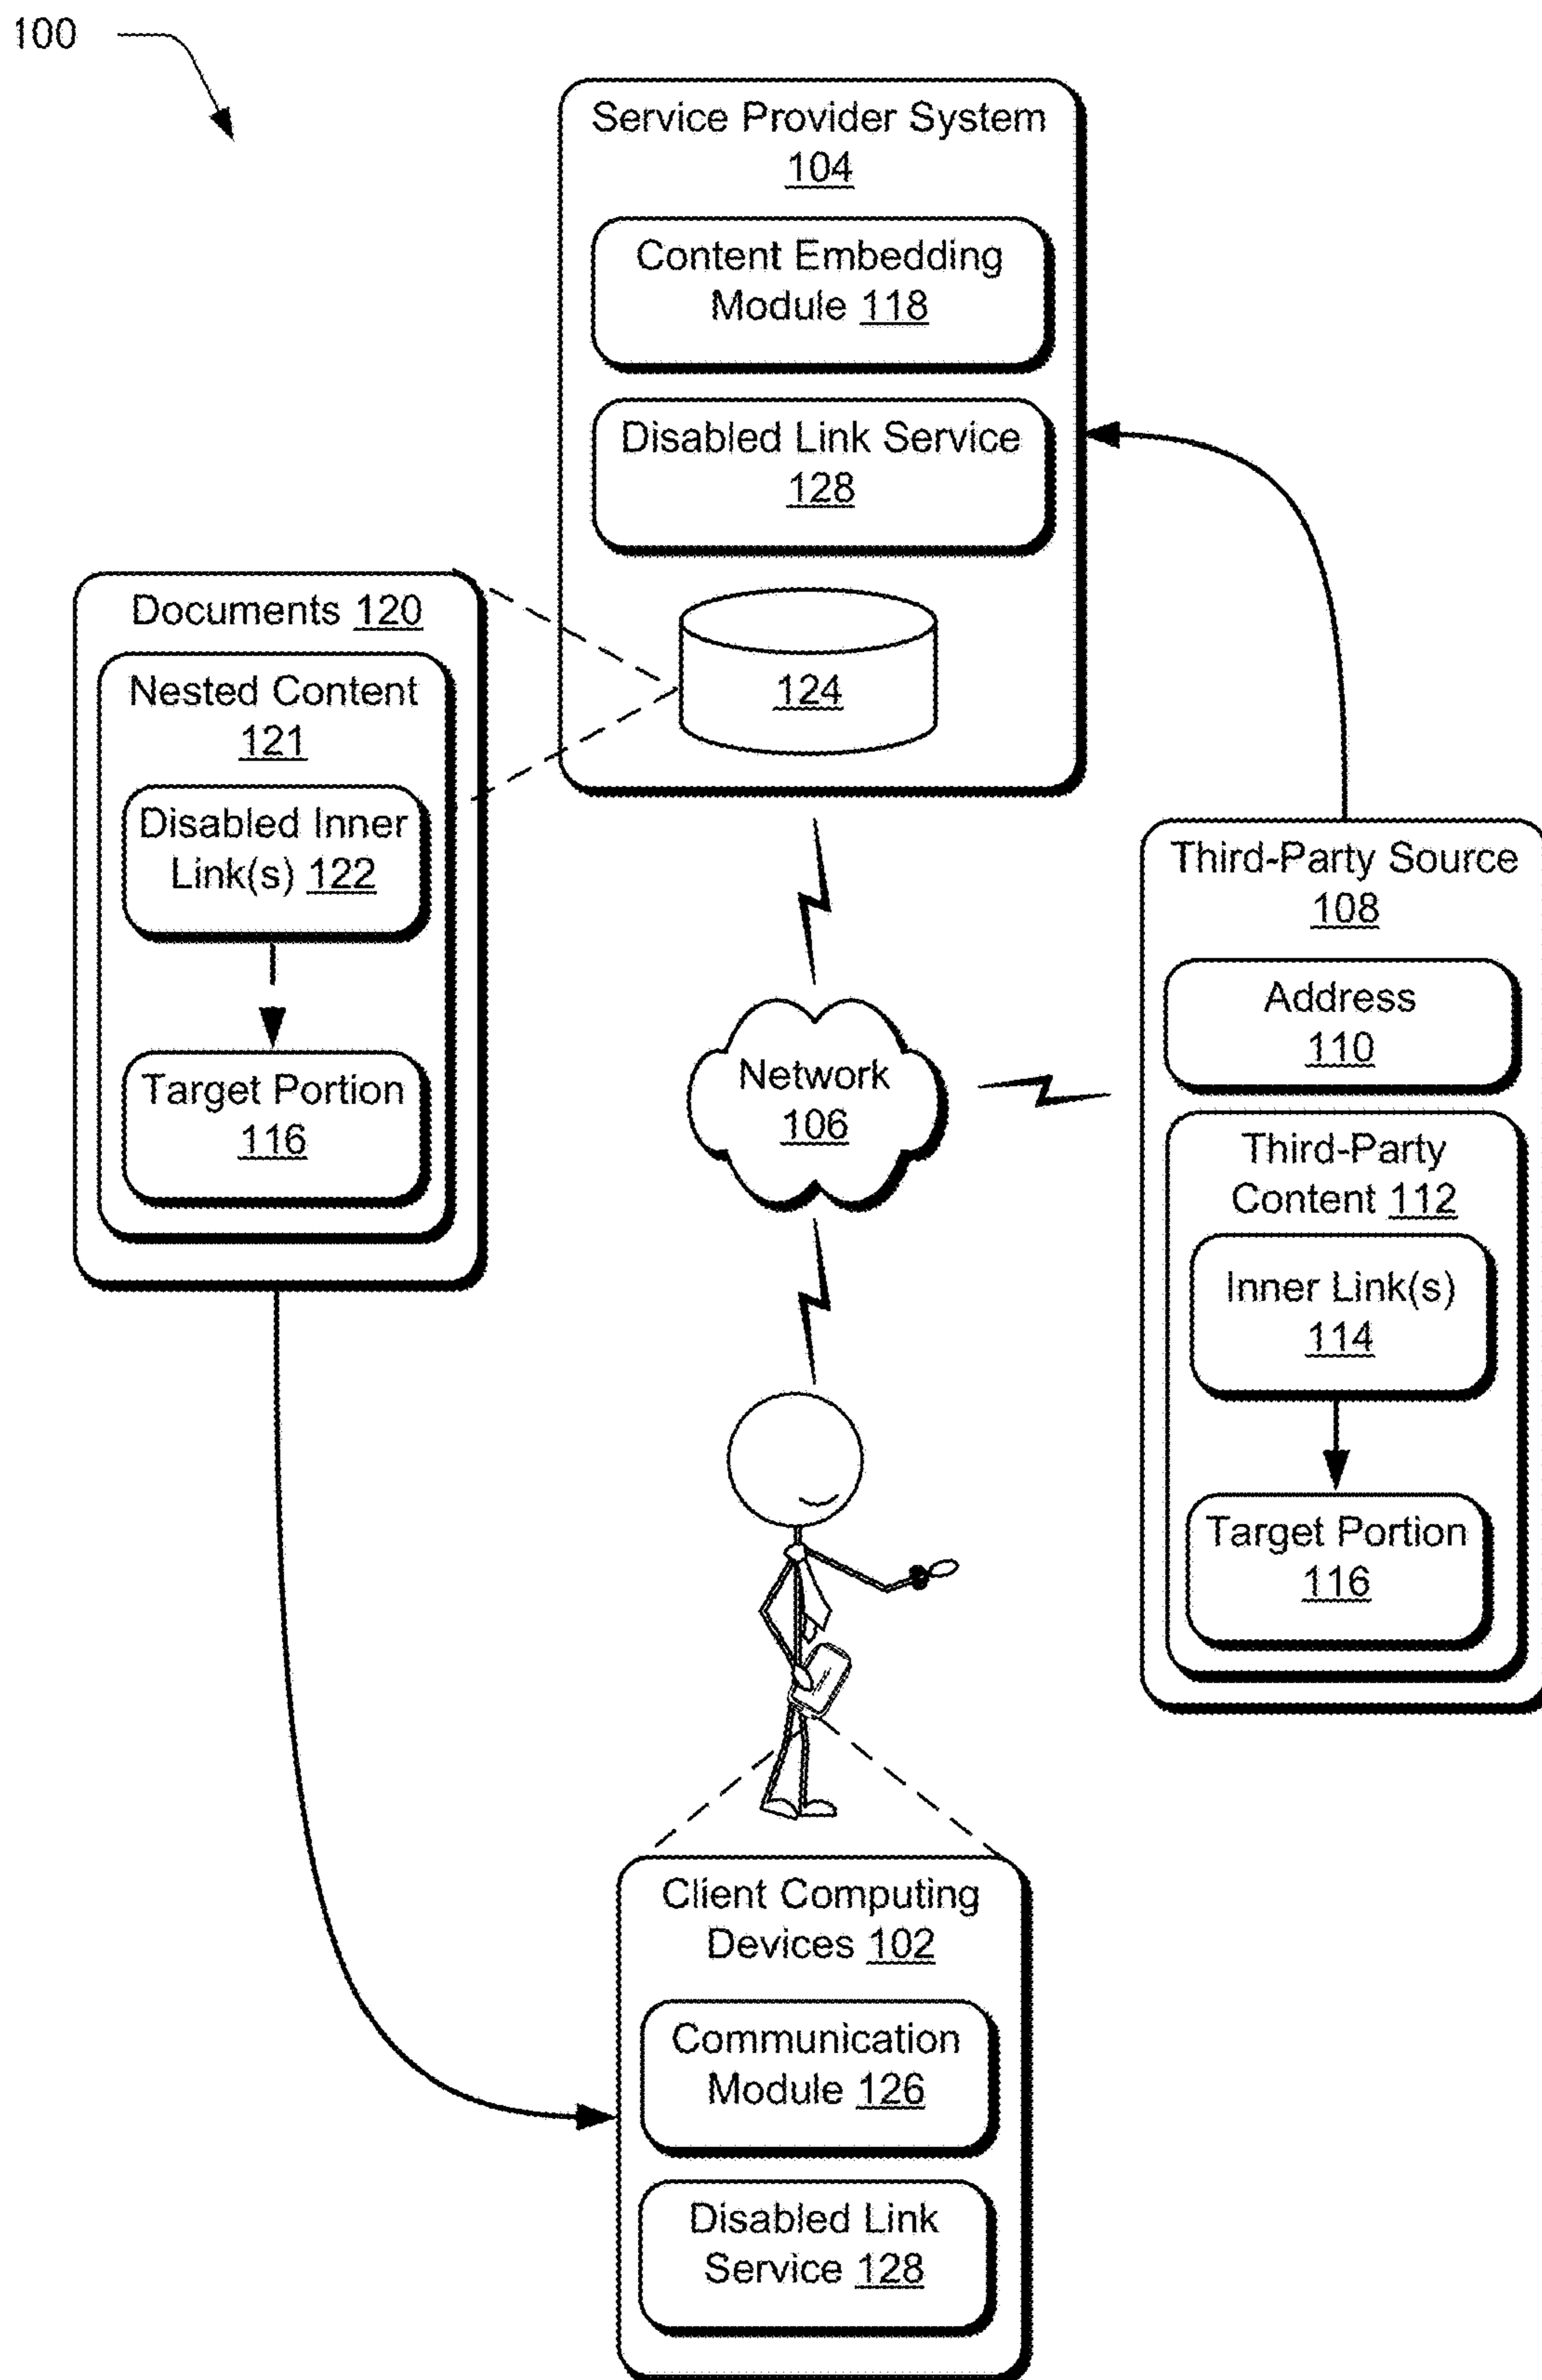 100
Service Provider System
104
Content Embedding
Module 118
Disabled Link Service
128
124
Documents 120
Nested Content
121
Disabled Inner
Link(s) 122
Target Portion
116
Network
106
Third-Party Source
108
Address
110
Third-Party
Content 112
Inner Link(s)
114
Target Portion
116
Client Computing
Devices 102
Communication
Module 126
Disabled Link
Service 128